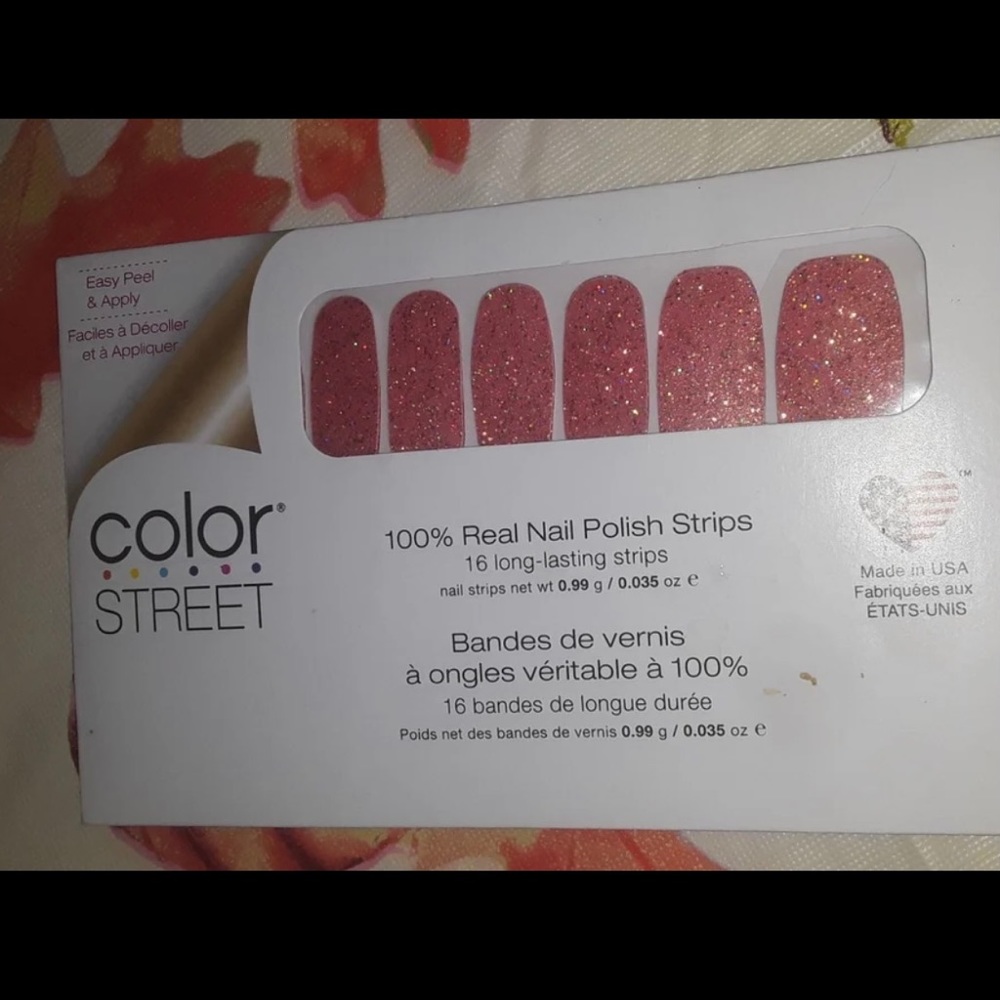 Easy Peel
& Apply
Faciles à Décoller
et à Appliquer
color®
STREET
100% Real Nail Polish Strips
16 long-lasting strips
nail strips net wt 0.99 g / 0.035 oz e
Bandes de vernis
à ongles véritable à 100%
16 bandes de longue durée
Poids net des bandes de vernis 0.99 g / 0.035 oz e
TM
Made in USA
Fabriquées aux
ÉTATS-UNIS